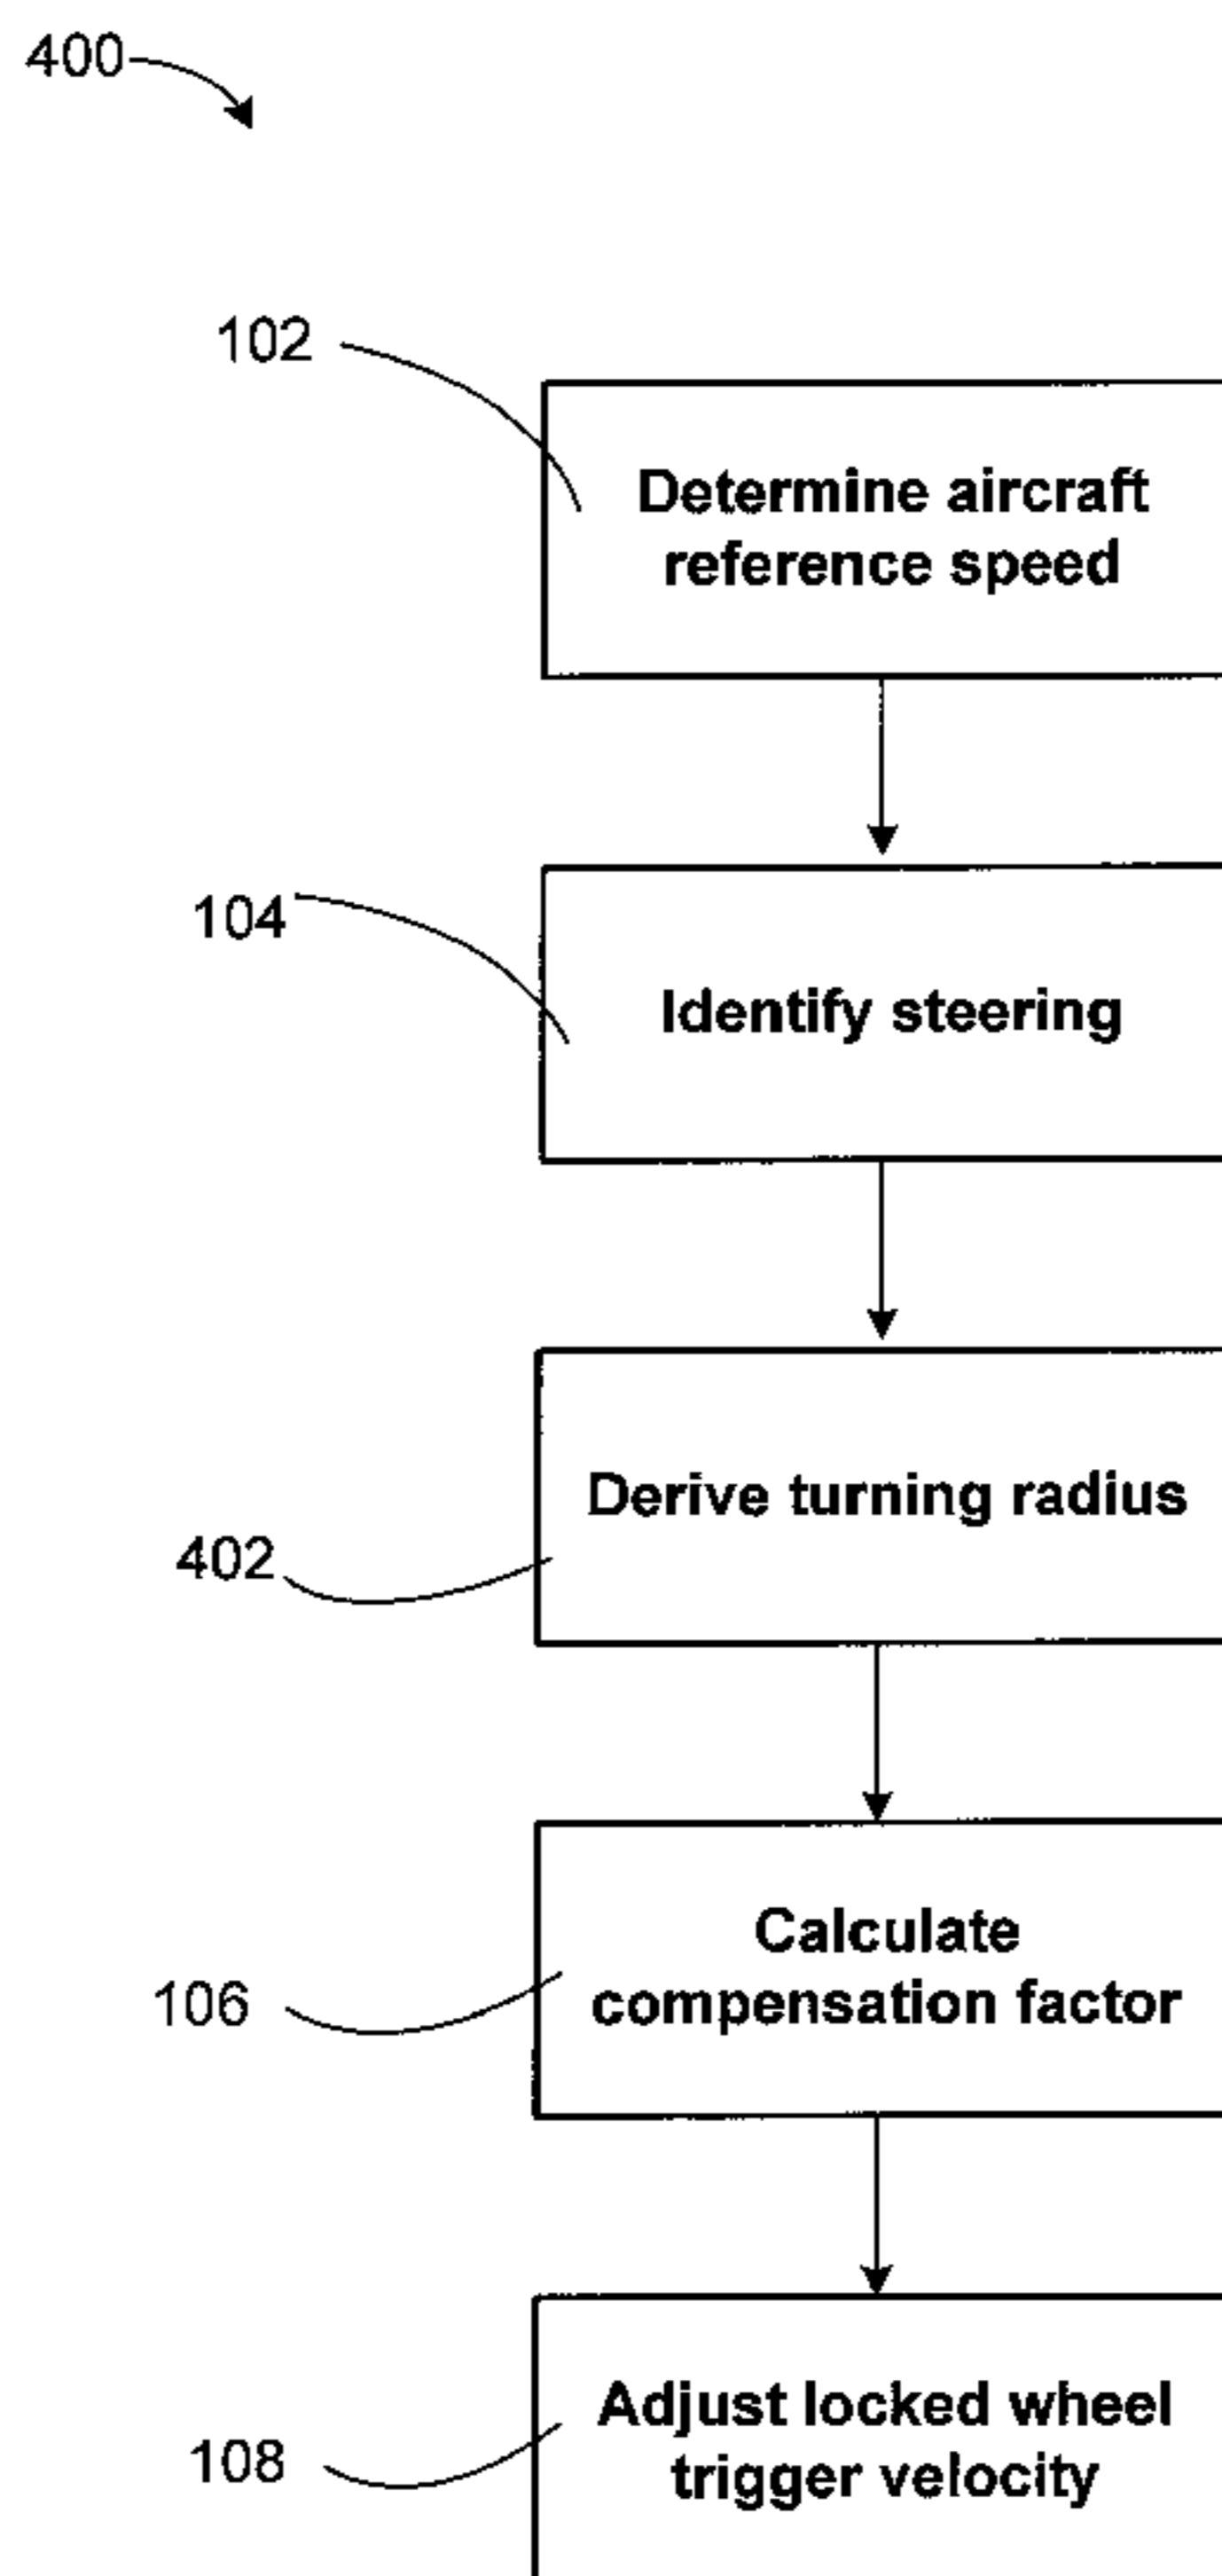 400
102
Determine aircraft
reference speed
104
Identify steering
Derive turning radius
402
Calculate
compensation factor
106
Adjust locked wheel
trigger velocity
108